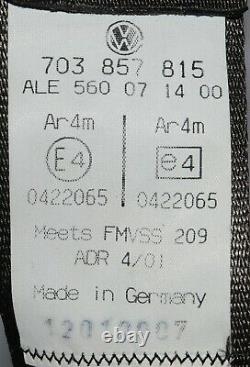 703 857 815
ALE 560 07 14 00
Ar4m Ar4m
E4 e4
0422065 0422065
Meets FMVSS 209
ADR 4/01
Made in Germany